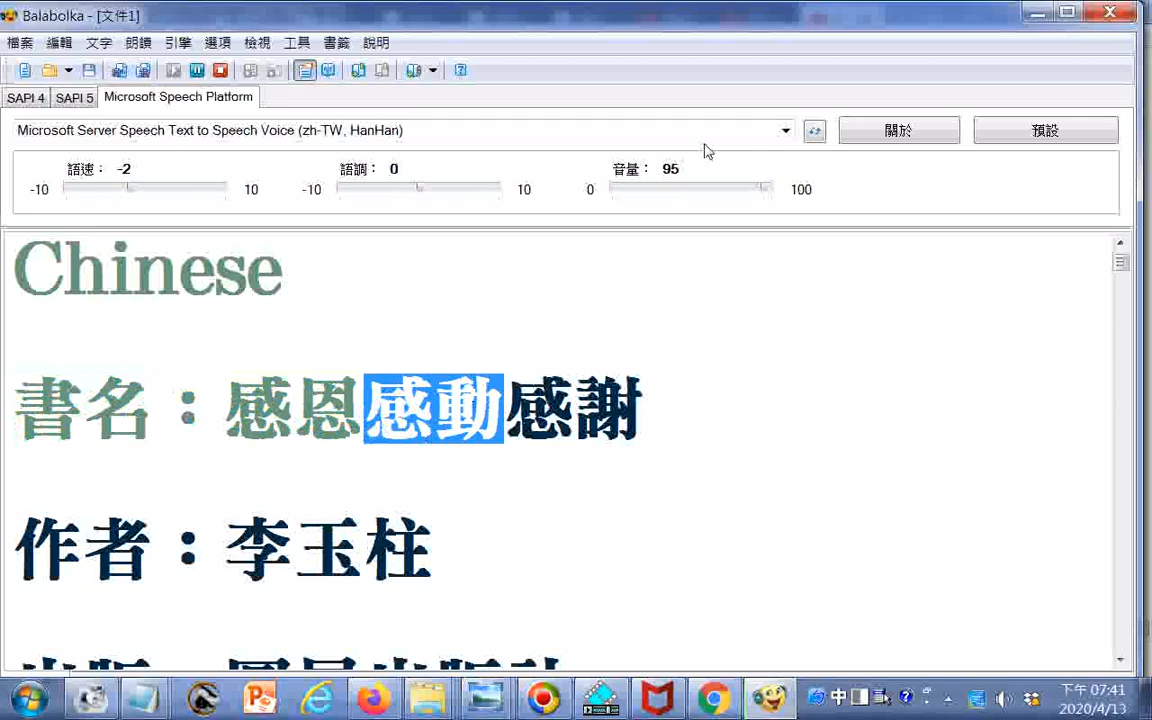 Balabolka - [文件1]
檔案 編輯 文字 朗讀 引擎 選項 檢視 工具 書籤 說明
SAPI 4 SAPI 5 Microsoft Speech Platform
Microsoft Server Speech Text to Speech Voice (zh-TW, HanHan) 關於 預設
語速： -2 語調： 0 音量： 95
-10 10 -10 10 0 100
Chinese
書名：感恩感動感謝
作者：李玉柱
中
下午 07:41
2020/4/13